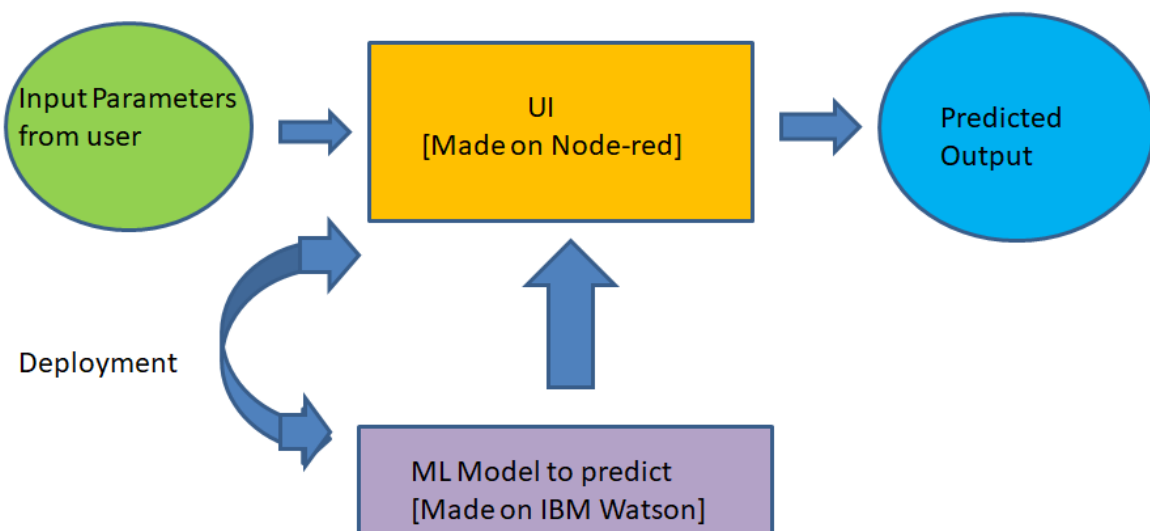 Input Parameters
from user
UI
[Made on Node-red]
Predicted
Output
Deployment
ML Model to predict
[Made on IBM Watson]